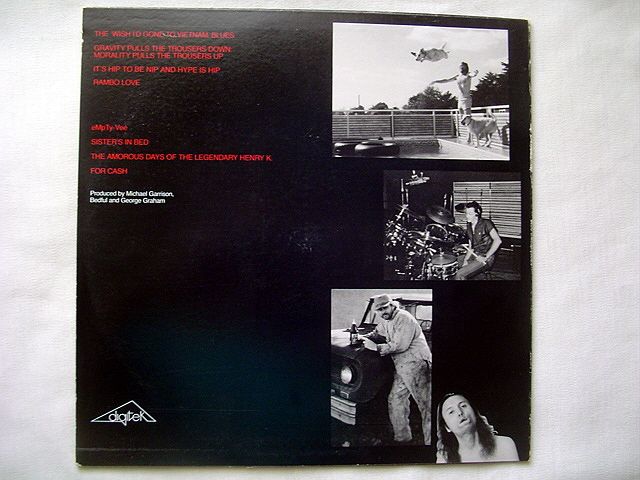 THE WISH I'D GONE TO VIETNAM BLUES
GRAVITY PULLS THE TROUSERS DOWN:
MORALITY PULLS THE TROUSERS UP
IT'S HIP TO BE NIP AND HYPE IS HIP
RAMBO LOVE
eMpTy-Vee
SISTER'S IN BED
THE AMOROUS DAYS OF THE LEGENDARY HENRY K.
FOR CASH
Produced by Michael Garrison,
Bedful and George Graham
digitek